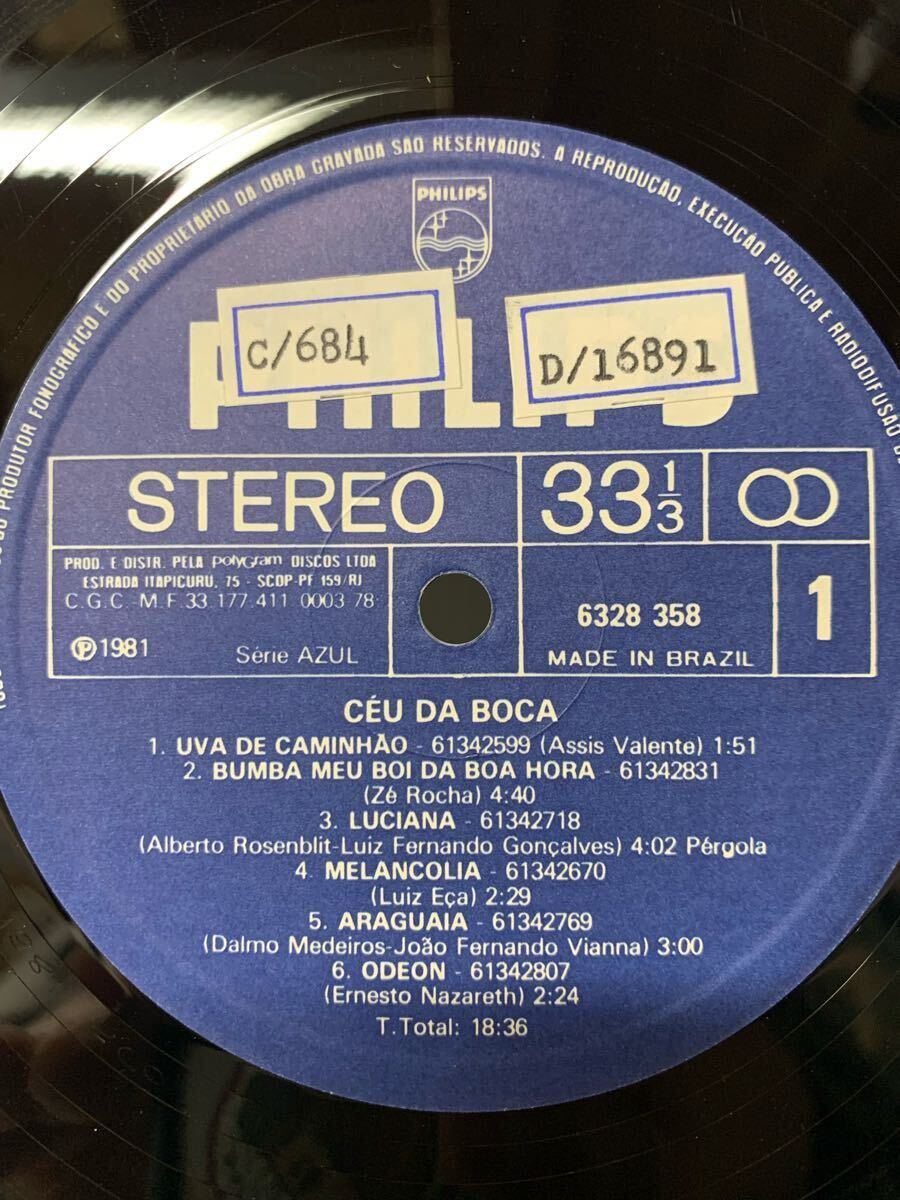 DO PRODUTOR FONOGRÁFICO E DO PROPRIETÁRIO DA OBRA GRAVADA SÃO RESERVADOS. A REPRODUÇÃO, EXECUÇÃO PÚBLICA E RADIODIFUSÃO
PHILIPS
C/684
D/16891
STEREO
33 1/3
PROD. E DISTR. PELA polyGram DISCOS LTDA
ESTRADA ITAPICURU, 75 - SCDP-PF 159/RJ
C.G.C.-M.F.33 177.411 0003 78
Ⓟ1981
Série AZUL
6328 358
MADE IN BRAZIL
1
CÉU DA BOCA
1. UVA DE CAMINHÃO - 61342599 (Assis Valente) 1:51
2. BUMBA MEU BOI DA BOA HORA - 61342831
(Zé Rocha) 4:40
3. LUCIANA - 61342718
(Alberto Rosenblit-Luiz Fernando Gonçalves) 4:02 Pérgola
4. MELANCOLIA - 61342670
(Luiz Eça) 2:29
5. ARAGUAIA - 61342769
(Dalmo Medeiros-João Fernando Vianna) 3:00
6. ODEON - 61342807
(Ernesto Nazareth) 2:24
T.Total: 18:36